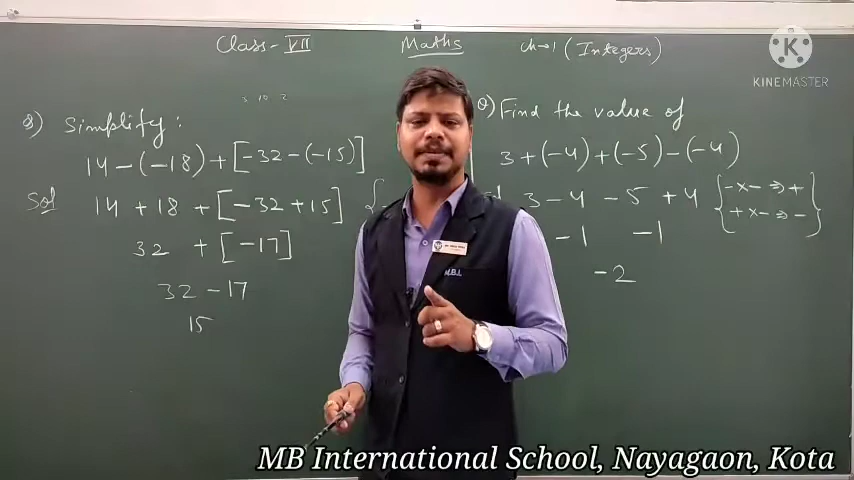 Class - VII Maths Ch → 1 (Integers)
Q) Simplify :
14 – (– 18) + [– 32 – (– 15)]
Sol 14 + 18 + [– 32 + 15] {
32 + [– 17]
32 – 17
15
Q) Find the value of
3 + (– 4) + (– 5) – (– 4)
3 – 4 – 5 + 4 { – x – ⇒ +
+ x – ⇒ – }
– 1 – 1
– 2
K
KINEMASTER
M.B.I.
MB International School, Nayagaon, Kota